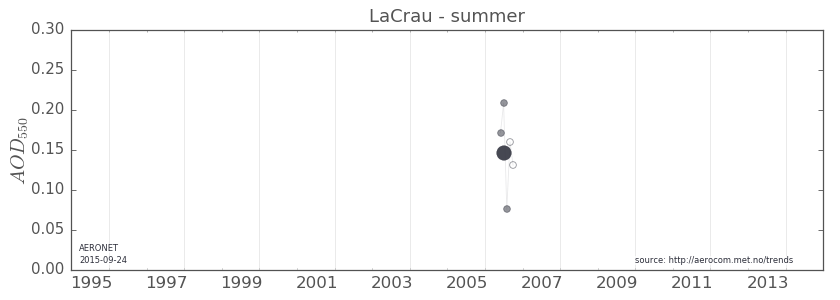 LaCrau - summer
0.30
0.25
0.20
0.15
0.10
0.05
0.00
AOD550
AERONET
2015-09-24
source: http://aerocom.met.no/trends
1995 1997 1999 2001 2003 2005 2007 2009 2011 2013